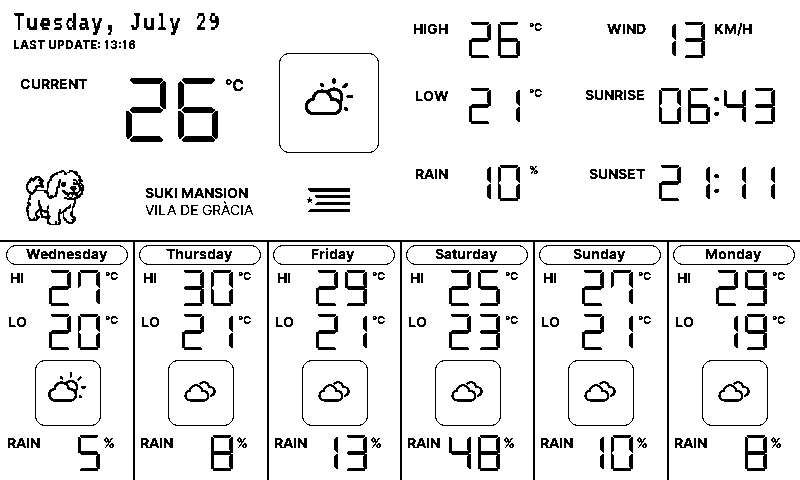 Tuesday, July 29
LAST UPDATE: 13:16
CURRENT 26 °C
HIGH 26 °C
WIND 13 KM/H
LOW 21 °C
SUNRISE 06:43
RAIN 10 %
SUNSET 21:11
SUKI MANSION
VILA DE GRÀCIA
Wednesday
HI 27 °C
LO 20 °C
RAIN 5 %
Thursday
HI 30 °C
LO 21 °C
RAIN 8 %
Friday
HI 29 °C
LO 21 °C
RAIN 13 %
Saturday
HI 25 °C
LO 23 °C
RAIN 48 %
Sunday
HI 27 °C
LO 21 °C
RAIN 10 %
Monday
HI 29 °C
LO 19 °C
RAIN 8 %